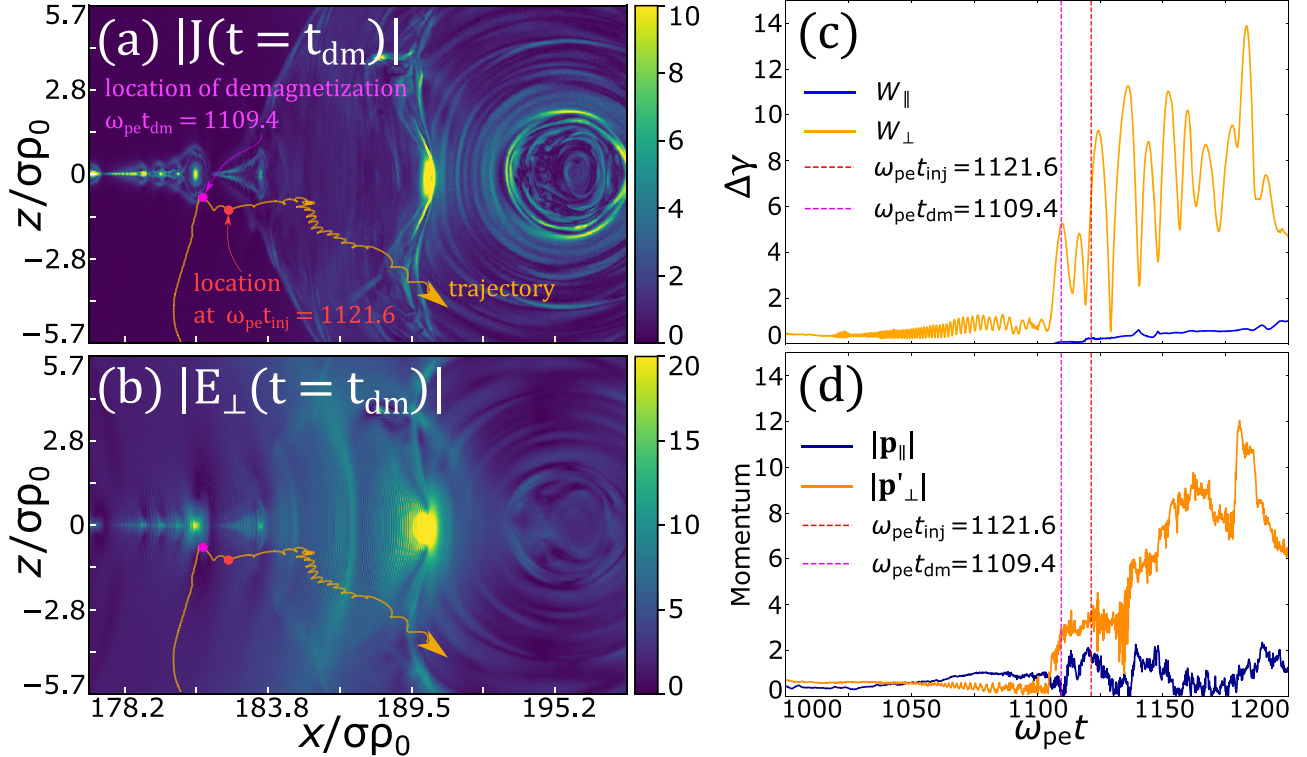 (a) |J(t = t_dm)|
location of demagnetization
ω_pe t_dm = 1109.4
location
at ω_pe t_inj = 1121.6
trajectory
5.7
2.8
0
−2.8
−5.7
z/σρ₀
10
8
6
4
2
0
(b) |E_⊥(t = t_dm)|
5.7
2.8
0
−2.8
−5.7
z/σρ₀
20
15
10
5
0
178.2 183.8 189.5 195.2
x/σρ₀
(c)
14
12
10
8
6
4
2
0
Δγ
W_∥
W_⊥
ω_pe t_inj=1121.6
ω_pe t_dm=1109.4
(d)
14
12
10
8
6
4
2
0
Momentum
|p_∥|
|p'_⊥|
ω_pe t_inj=1121.6
ω_pe t_dm=1109.4
1000 1050 1100 1150 1200
ω_pe t